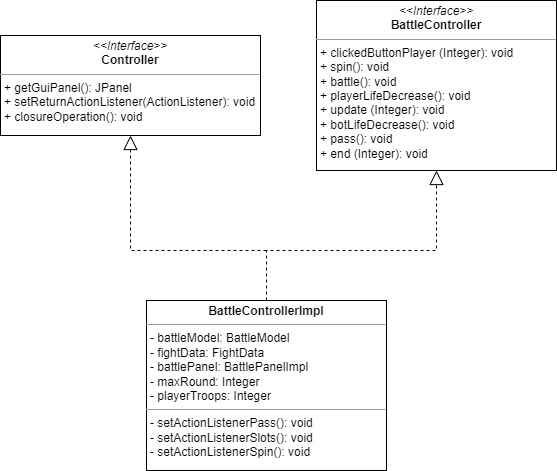 <<Interface>>
Controller
+ getGuiPanel(): JPanel
+ setReturnActionListener(ActionListener): void
+ closureOperation(): void
<<Interface>>
BattleController
+ clickedButtonPlayer (Integer): void
+ spin(): void
+ battle(): void
+ playerLifeDecrease(): void
+ update (Integer): void
+ botLifeDecrease(): void
+ pass(): void
+ end (Integer): void
BattleControllerImpl
- battleModel: BattleModel
- fightData: FightData
- battlePanel: BattlePanelImpl
- maxRound: Integer
- playerTroops: Integer
- setActionListenerPass(): void
- setActionListenerSlots(): void
- setActionListenerSpin(): void